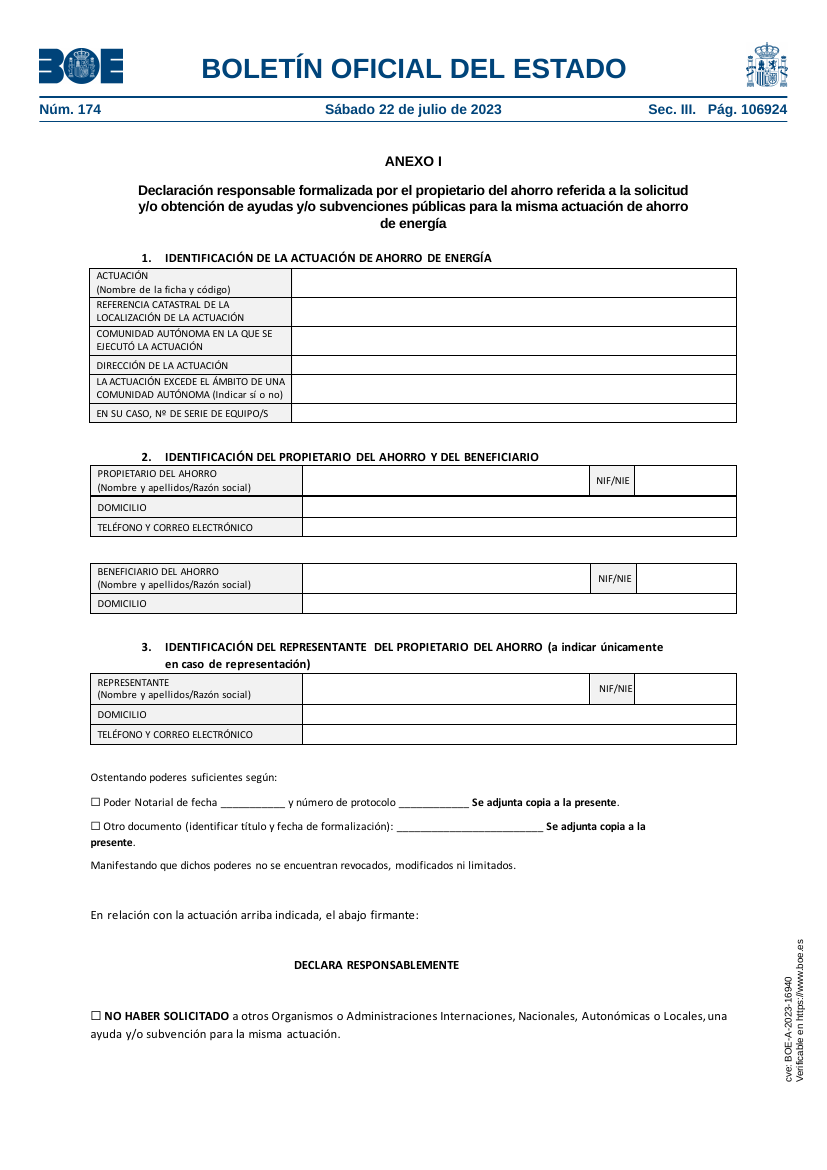 BOE
BOLETÍN OFICIAL DEL ESTADO
Núm. 174
Sábado 22 de julio de 2023
Sec. III. Pág. 106924
ANEXO I
Declaración responsable formalizada por el propietario del ahorro referida a la solicitud
y/o obtención de ayudas y/o subvenciones públicas para la misma actuación de ahorro
de energía
1. IDENTIFICACIÓN DE LA ACTUACIÓN DE AHORRO DE ENERGÍA
ACTUACIÓN
(Nombre de la ficha y código)
REFERENCIA CATASTRAL DE LA
LOCALIZACIÓN DE LA ACTUACIÓN
COMUNIDAD AUTÓNOMA EN LA QUE SE
EJECUTÓ LA ACTUACIÓN
DIRECCIÓN DE LA ACTUACIÓN
LA ACTUACIÓN EXCEDE EL ÁMBITO DE UNA
COMUNIDAD AUTÓNOMA (Indicar sí o no)
EN SU CASO, Nº DE SERIE DE EQUIPO/S
2. IDENTIFICACIÓN DEL PROPIETARIO DEL AHORRO Y DEL BENEFICIARIO
PROPIETARIO DEL AHORRO
(Nombre y apellidos/Razón social)
NIF/NIE
DOMICILIO
TELÉFONO Y CORREO ELECTRÓNICO
BENEFICIARIO DEL AHORRO
(Nombre y apellidos/Razón social)
NIF/NIE
DOMICILIO
3. IDENTIFICACIÓN DEL REPRESENTANTE DEL PROPIETARIO DEL AHORRO (a indicar únicamente
en caso de representación)
REPRESENTANTE
(Nombre y apellidos/Razón social)
NIF/NIE
DOMICILIO
TELÉFONO Y CORREO ELECTRÓNICO
Ostentando poderes suficientes según:
☐ Poder Notarial de fecha ___________ y número de protocolo ____________ Se adjunta copia a la presente.
☐ Otro documento (identificar título y fecha de formalización): _________________________ Se adjunta copia a la
presente.
Manifestando que dichos poderes no se encuentran revocados, modificados ni limitados.
En relación con la actuación arriba indicada, el abajo firmante:
DECLARA RESPONSABLEMENTE
☐ NO HABER SOLICITADO a otros Organismos o Administraciones Internaciones, Nacionales, Autonómicas o Locales, una
ayuda y/o subvención para la misma actuación.
cve: BOE-A-2023-16940
Verificable en https://www.boe.es